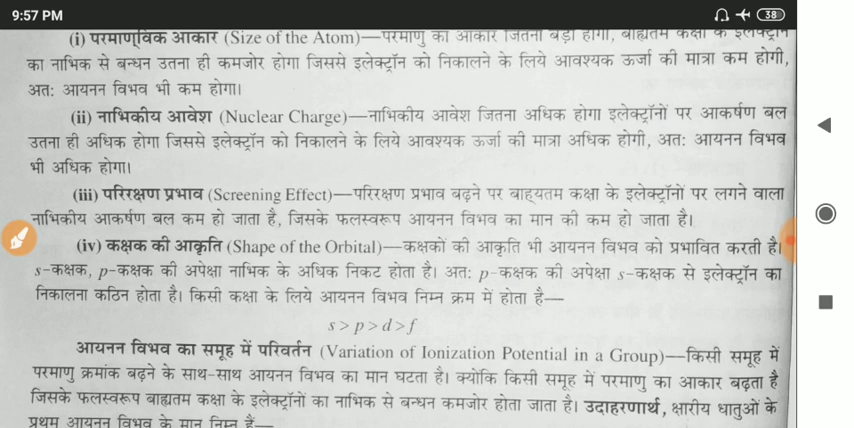 9:57 PM
38
(i) परमाण्विक आकार (Size of the Atom)—परमाणु का आकार जितना बड़ा होगा, बाह्यतम कक्षा के इलेक्ट्रॉन
का नाभिक से बन्धन उतना ही कमजोर होगा जिससे इलेक्ट्रॉन को निकालने के लिये आवश्यक ऊर्जा की मात्रा कम होगी,
अतः आयनन विभव भी कम होगा।
(ii) नाभिकीय आवेश (Nuclear Charge)—नाभिकीय आवेश जितना अधिक होगा इलेक्ट्रॉनों पर आकर्षण बल
उतना ही अधिक होगा जिससे इलेक्ट्रॉन को निकालने के लिये आवश्यक ऊर्जा की मात्रा अधिक होगी, अतः आयनन विभव
भी अधिक होगा।
(iii) परिरक्षण प्रभाव (Screening Effect)—परिरक्षण प्रभाव बढ़ने पर बाह्यतम कक्षा के इलेक्ट्रॉनों पर लगने वाला
नाभिकीय आकर्षण बल कम हो जाता है, जिसके फलस्वरूप आयनन विभव का मान की कम हो जाता है।
(iv) कक्षक की आकृति (Shape of the Orbital)—कक्षकों की आकृति भी आयनन विभव को प्रभावित करती है।
s-कक्षक, p-कक्षक की अपेक्षा नाभिक के अधिक निकट होता है। अतः p-कक्षक की अपेक्षा s-कक्षक से इलेक्ट्रॉन का
निकालना कठिन होता है। किसी कक्षा के लिये आयनन विभव निम्न क्रम में होता है—
s > p > d > f
आयनन विभव का समूह में परिवर्तन (Variation of Ionization Potential in a Group)—किसी समूह में
परमाणु क्रमांक बढ़ने के साथ-साथ आयनन विभव का मान घटता है। क्योंकि किसी समूह में परमाणु का आकार बढ़ता है
जिसके फलस्वरूप बाह्यतम कक्षा के इलेक्ट्रॉनों का नाभिक से बन्धन कमजोर होता जाता है। उदाहरणार्थ, क्षारीय धातुओं के
प्रथम आयनन विभव के मान निम्न हैं—